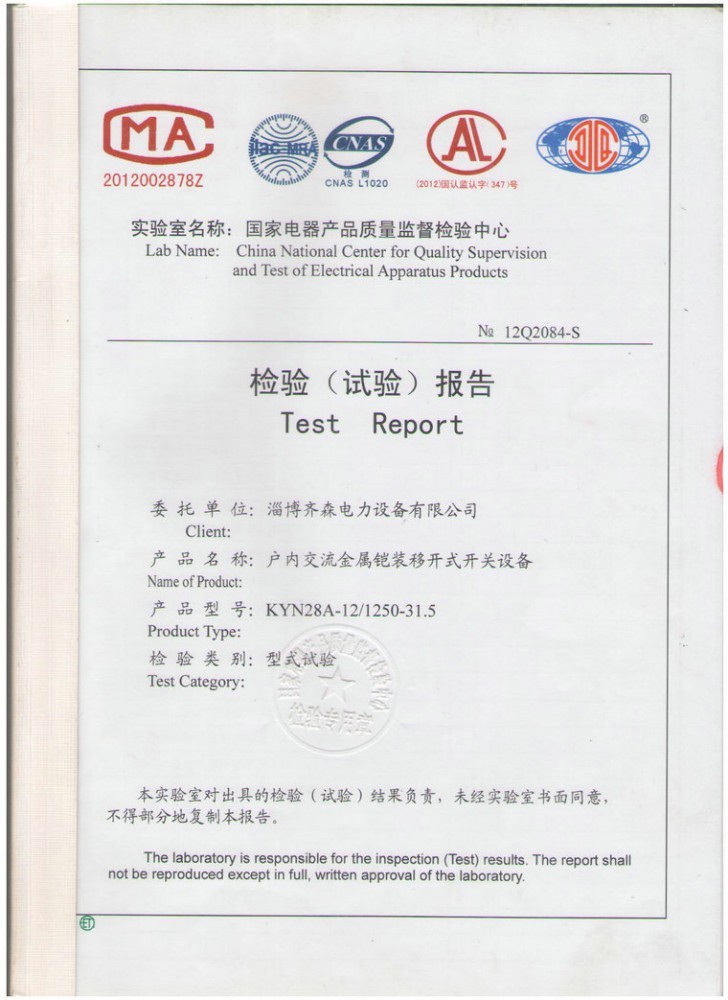 MA
2012002878Z
ilac-MRA
CNAS
检测
CNAS L1020
AL
(2012)国认监认字(347)号
®
实验室名称：国家电器产品质量监督检验中心
Lab Name: China National Center for Quality Supervision
and Test of Electrical Apparatus Products
№ 12Q2084-S
检验（试验）报告
Test Report
委托单位：淄博齐森电力设备有限公司
Client:
产品名称：户内交流金属铠装移开式开关设备
Name of Product:
产品型号：KYN28A-12/1250-31.5
Product Type:
检验类别：型式试验
Test Category:
检验专用章
本实验室对出具的检验（试验）结果负责，未经实验室书面同意，
不得部分地复制本报告。
The laboratory is responsible for the inspection (Test) results. The report shall
not be reproduced except in full, written approval of the laboratory.